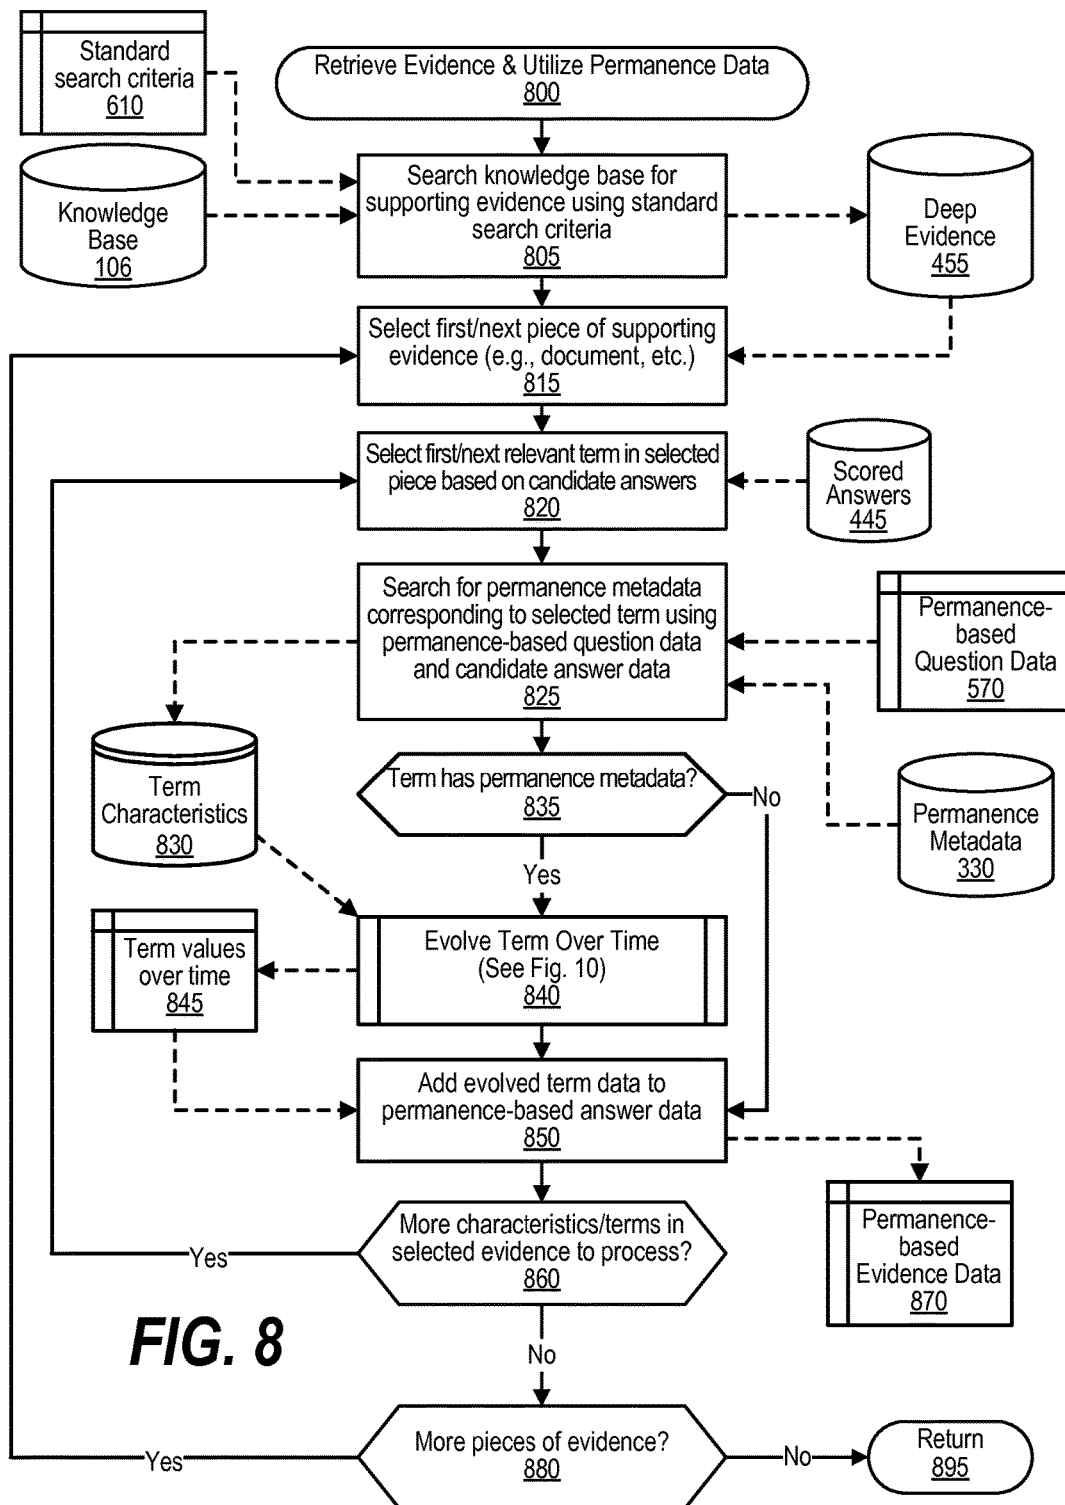 Standard
search criteria
610
Retrieve Evidence & Utilize Permanence Data
800
Knowledge
Base
106
Search knowledge base for
supporting evidence using standard
search criteria
805
Deep
Evidence
455
Select first/next piece of supporting
evidence (e.g., document, etc.)
815
Select first/next relevant term in selected
piece based on candidate answers
820
Scored
Answers
445
Search for permanence metadata
corresponding to selected term using
permanence-based question data
and candidate answer data
825
Permanence-
based
Question Data
570
Term
Characteristics
830
Term has permanence metadata?
835
No
Permanence
Metadata
330
Yes
Term values
over time
845
Evolve Term Over Time
(See Fig. 10)
840
Add evolved term data to
permanence-based answer data
850
More characteristics/terms in
selected evidence to process?
860
Yes
Permanence-
based
Evidence Data
870
FIG. 8
No
More pieces of evidence?
880
Yes
No
Return
895